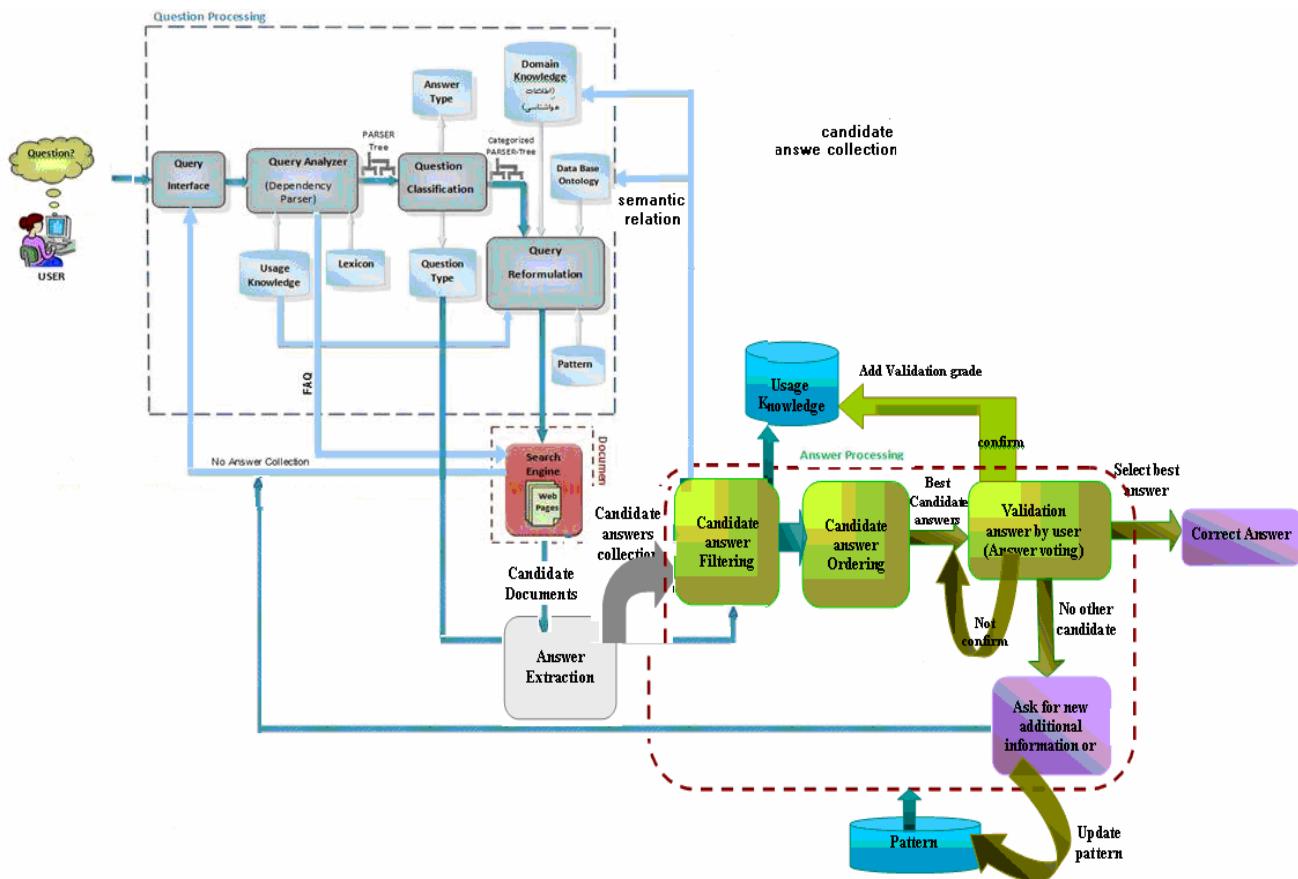 Question Processing
Question?
USER
Query
Interface
Query Analyzer
(Dependency
Parser)
PARSER
Tree
Answer
Type
Question
Classification
Categorized
PARSER-Tree
Domain
Knowledge
(اطلاعات
هواشناسی)
Data Base
Ontology
semantic
relation
candidate
answe collection
Usage
Knowledge
Lexicon
Question
Type
Query
Reformulation
Pattern
FAQ
No Answer Collection
Documen
Search
Engine
Web
Pages
Candidate
Documents
Answer
Extraction
Candidate
answers
collection
Usage
Knowledge
Add Validation grade
confirm
Answer Processing
Candidate
answer
Filtering
Candidate
answer
Ordering
Best
Candidate
answers
Validation
answer by user
(Answer voting)
Select best
answer
Correct Answer
Not
confirm
No other
candidate
Ask for new
additional
information or
Pattern
Update
pattern